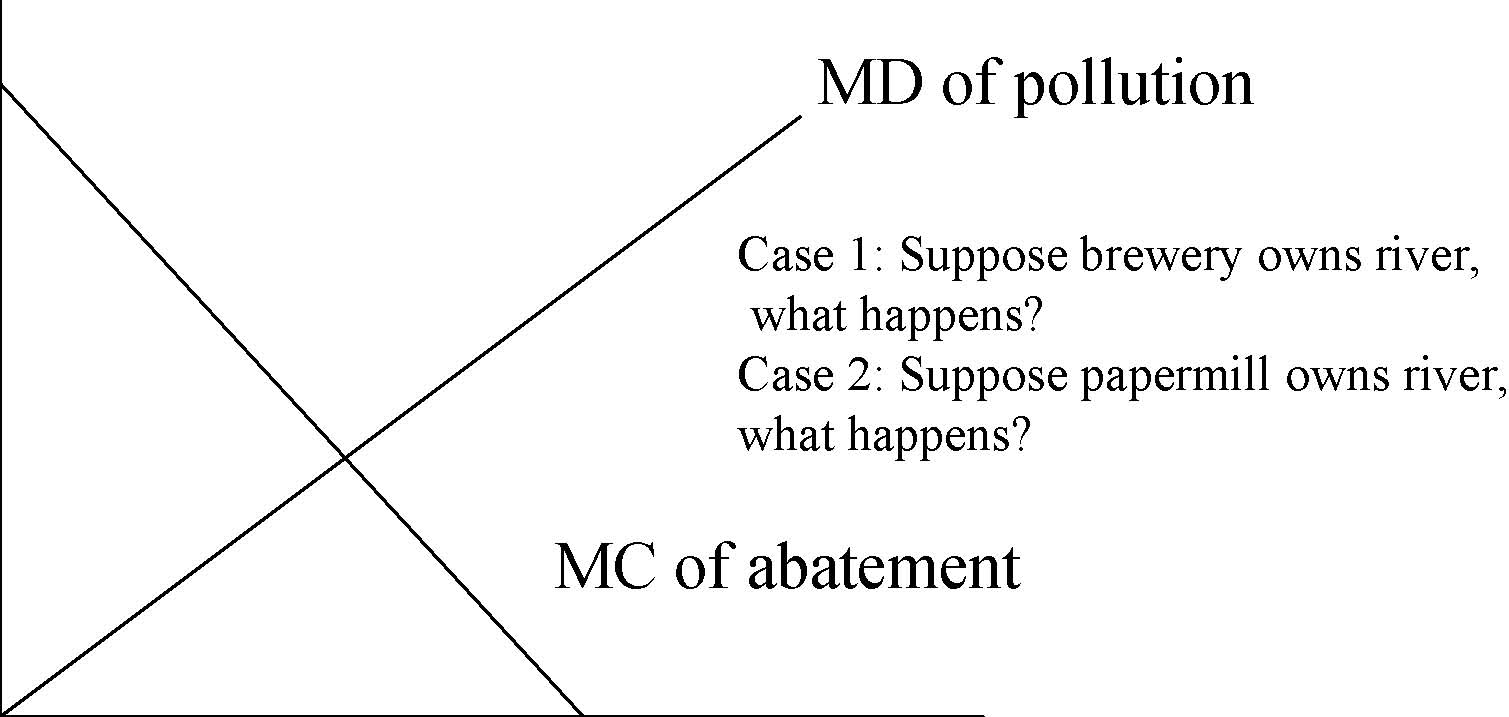 MD of pollution
Case 1: Suppose brewery owns river,
what happens?
Case 2: Suppose papermill owns river,
what happens?
MC of abatement